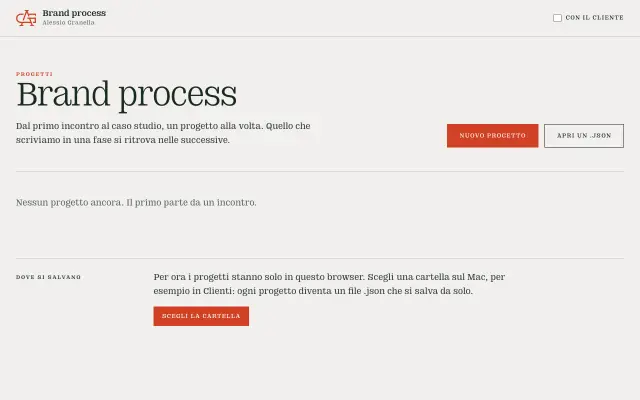 Brand process
Alessio Grasella
CON IL CLIENTE
PROGETTI
Brand process
Dal primo incontro al caso studio, un progetto alla volta. Quello che
scriviamo in una fase si ritrova nelle successive.
NUOVO PROGETTO
APRI UN .JSON
Nessun progetto ancora. Il primo parte da un incontro.
DOVE SI SALVANO
Per ora i progetti stanno solo in questo browser. Scegli una cartella sul Mac, per
esempio in Clienti: ogni progetto diventa un file .json che si salva da solo.
SCEGLI LA CARTELLA